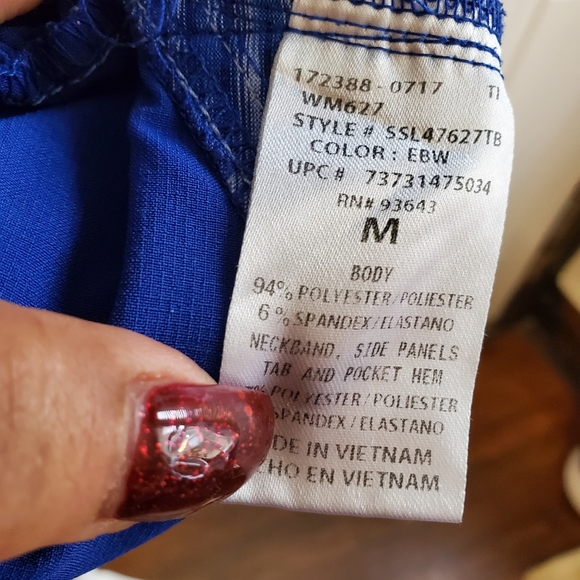 172388-0717 TI
WM627
STYLE # SSL47627TB
COLOR : EBW
UPC # 73731475034
RN# 93643
M
BODY
94% POLYESTER/POLIESTER
6% SPANDEX/ELASTANO
NECKBAND, SIDE PANELS
TAB AND POCKET HEM
% POLYESTER/POLIESTER
SPANDEX/ELASTANO
DE IN VIETNAM
HO EN VIETNAM